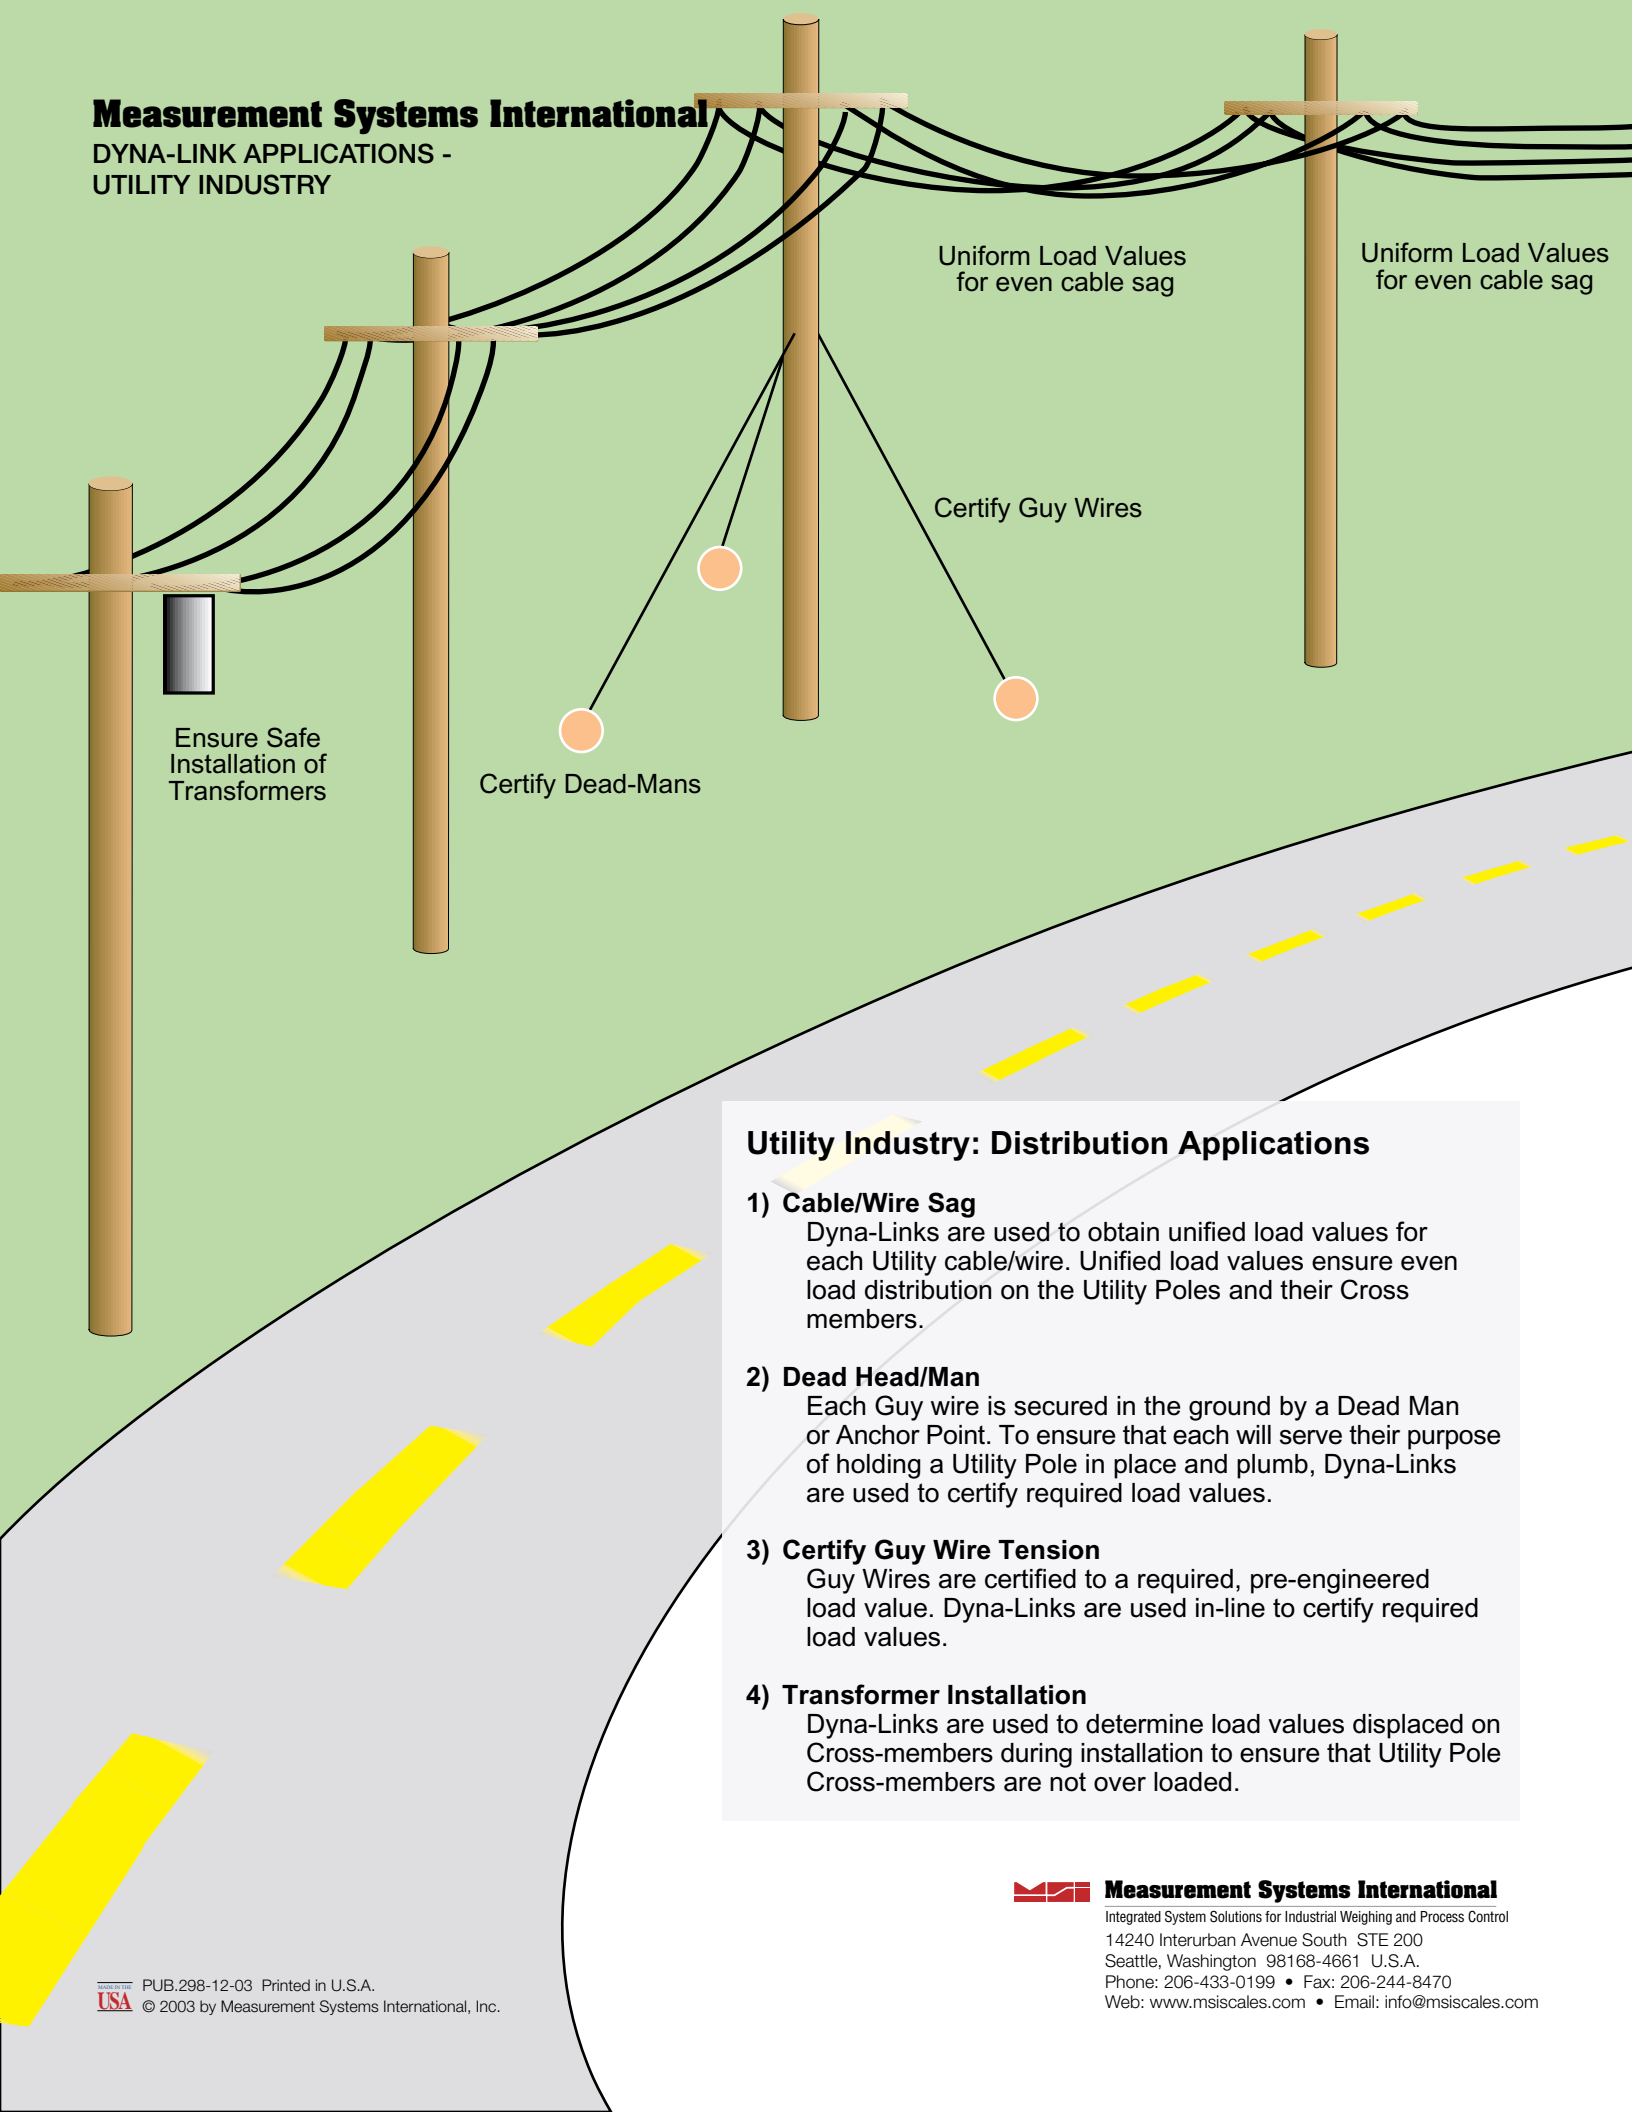 Measurement Systems International
DYNA-LINK APPLICATIONS -
UTILITY INDUSTRY
Uniform Load Values
for even cable sag
Uniform Load Values
for even cable sag
Certify Guy Wires
Ensure Safe
Installation of
Transformers
Certify Dead-Mans
Utility Industry: Distribution Applications
1) Cable/Wire Sag
Dyna-Links are used to obtain unified load values for
each Utility cable/wire. Unified load values ensure even
load distribution on the Utility Poles and their Cross
members.
2) Dead Head/Man
Each Guy wire is secured in the ground by a Dead Man
or Anchor Point. To ensure that each will serve their purpose
of holding a Utility Pole in place and plumb, Dyna-Links
are used to certify required load values.
3) Certify Guy Wire Tension
Guy Wires are certified to a required, pre-engineered
load value. Dyna-Links are used in-line to certify required
load values.
4) Transformer Installation
Dyna-Links are used to determine load values displaced on
Cross-members during installation to ensure that Utility Pole
Cross-members are not over loaded.
MSI Measurement Systems International
Integrated System Solutions for Industrial Weighing and Process Control
14240 Interurban Avenue South STE 200
Seattle, Washington 98168-4661 U.S.A.
Phone: 206-433-0199 • Fax: 206-244-8470
Web: www.msiscales.com • Email: info@msiscales.com
MADE IN THE
USA
PUB.298-12-03 Printed in U.S.A.
© 2003 by Measurement Systems International, Inc.